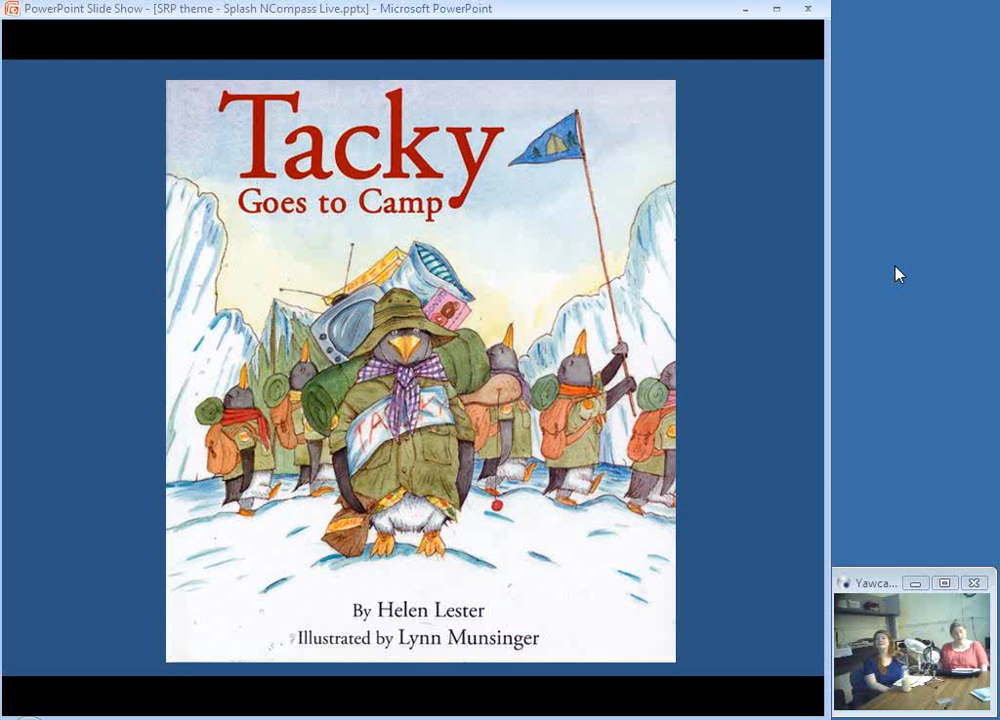 PowerPoint Slide Show - [SRP theme - Splash NCompass Live.pptx] - Microsoft PowerPoint
Tacky
Goes to Camp
TACKY
By Helen Lester
Illustrated by Lynn Munsinger
Yawca...